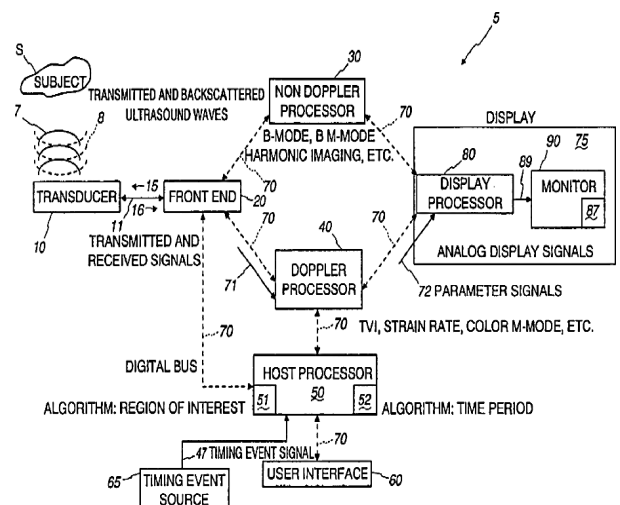 5
S
SUBJECT
30
NON DOPPLER
PROCESSOR
TRANSMITTED AND BACKSCATTERED
ULTRASOUND WAVES
7
8
70
B-MODE, B M-MODE
HARMONIC IMAGING, ETC.
70
DISPLAY
75
80
89
90
DISPLAY
PROCESSOR
MONITOR
87
ANALOG DISPLAY SIGNALS
15
TRANSDUCER
FRONT END
20
10
11
16
TRANSMITTED AND
RECEIVED SIGNALS
70
70
40
71
DOPPLER
PROCESSOR
72 PARAMETER SIGNALS
70
70
TVI, STRAIN RATE, COLOR M-MODE, ETC.
DIGITAL BUS
HOST PROCESSOR
51
50
52
ALGORITHM: REGION OF INTEREST
ALGORITHM: TIME PERIOD
47 TIMING EVENT SIGNAL
70
65
TIMING EVENT
SOURCE
USER INTERFACE
60